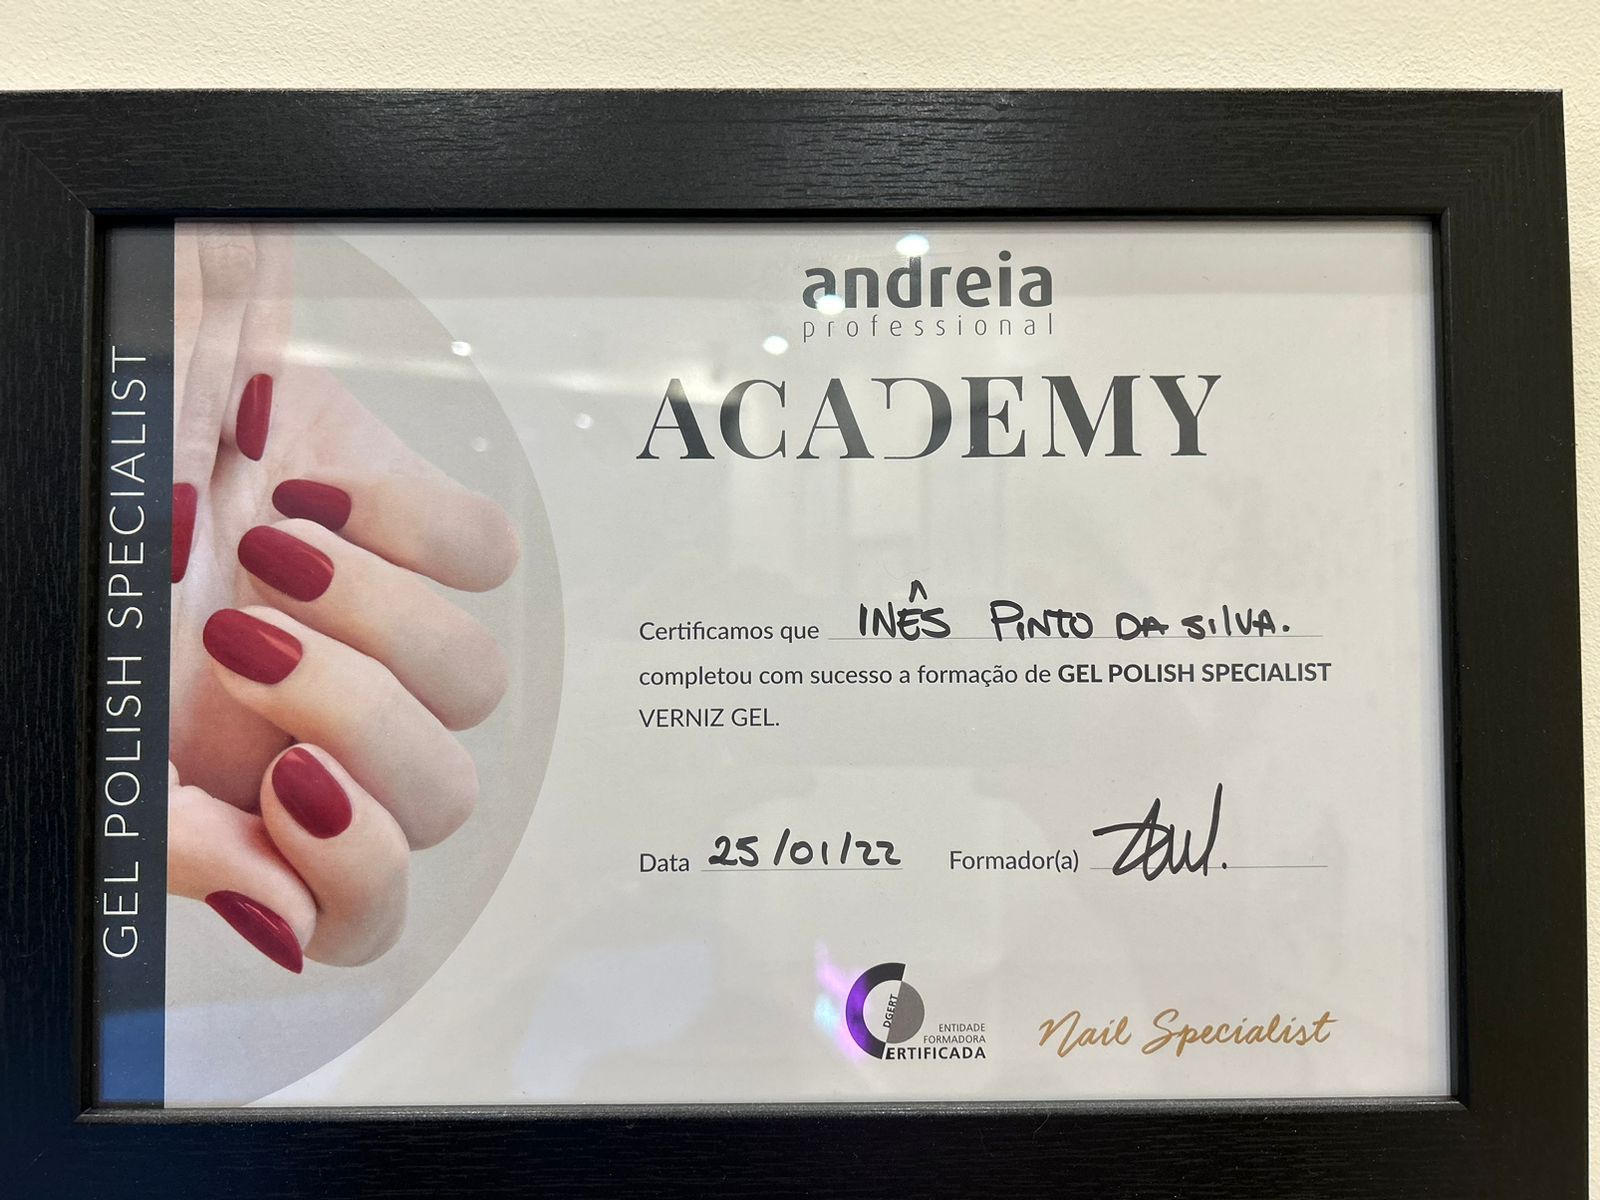 GEL POLISH SPECIALIST
andreia
professional
ACADEMY
Certificamos que INÊS PINTO DA SILVA.
completou com sucesso a formação de GEL POLISH SPECIALIST
VERNIZ GEL.
Data 25/01/22 Formador(a)
DGERT
ENTIDADE
FORMADORA
CERTIFICADA
Nail Specialist